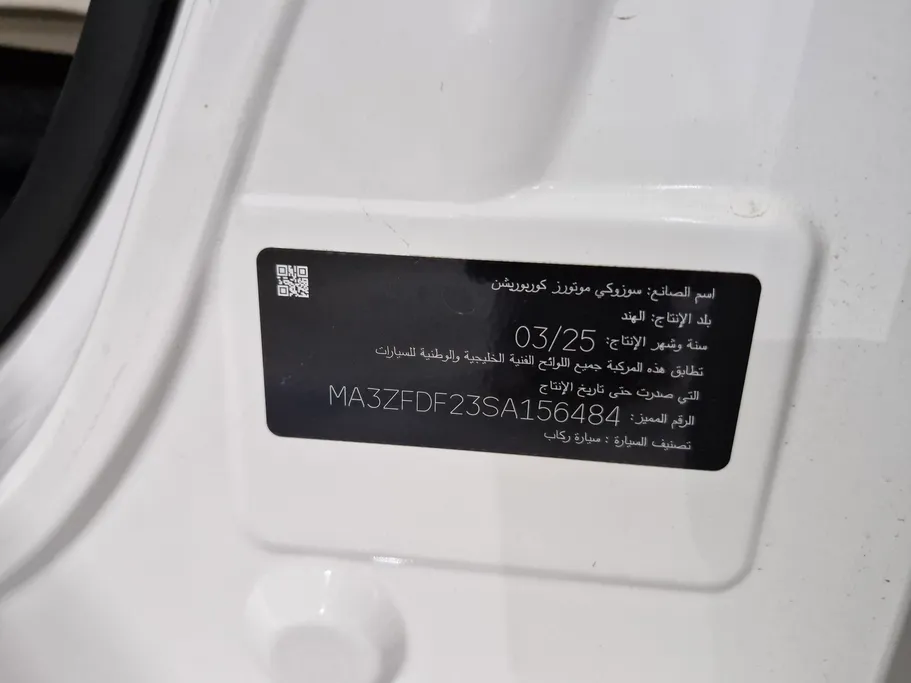 اسم الصانع: سوزوكي موتورز كوربوريشن
بلد الإنتاج: الهند
سنة وشهر الإنتاج: 03/25
تطابق هذه المركبة جميع اللوائح الفنية الخليجية والوطنية للسيارات
التي صدرت حتى تاريخ الإنتاج
الرقم المميز: MA3ZFDF23SA156484
تصنيف السيارة : سيارة ركاب